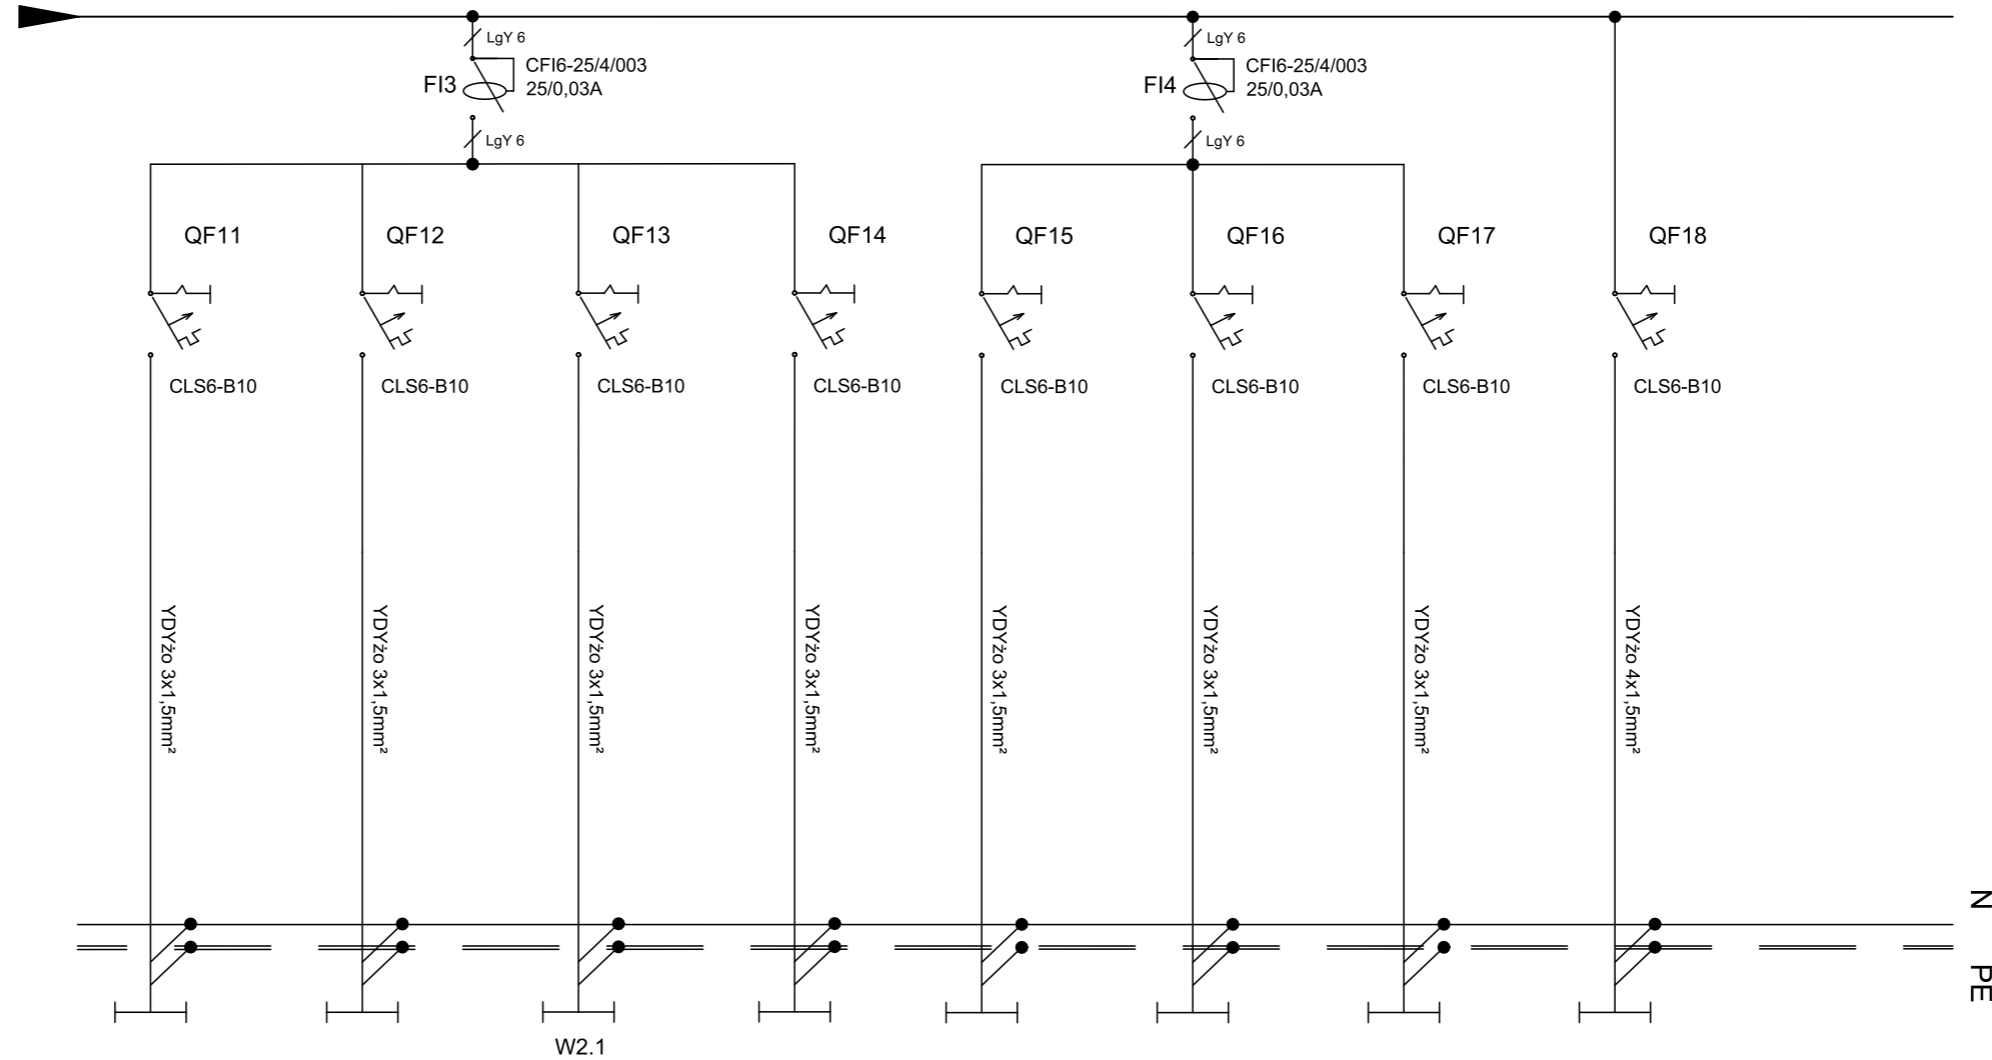 LgY 6
LgY 6
CFI6-25/4/003
CFI6-25/4/003
FI3
25/0,03A
FI4
25/0,03A
LgY 6
LgY 6
QF11
QF12
QF13
QF14
QF15
QF16
QF17
QF18
CLS6-B10
CLS6-B10
CLS6-B10
CLS6-B10
CLS6-B10
CLS6-B10
CLS6-B10
CLS6-B10
YDYżo 3x1,5mm²
YDYżo 3x1,5mm²
YDYżo 3x1,5mm²
YDYżo 3x1,5mm²
YDYżo 3x1,5mm²
YDYżo 3x1,5mm²
YDYżo 3x1,5mm²
YDYżo 4x1,5mm²
N
PE
W2.1